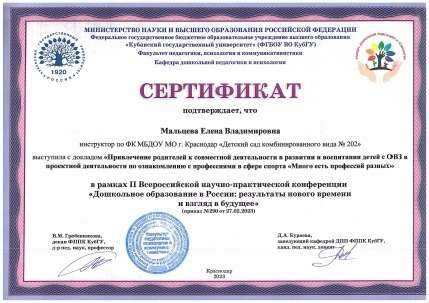 МИНИСТЕРСТВО НАУКИ И ВЫСШЕГО ОБРАЗОВАНИЯ РОССИЙСКОЙ ФЕДЕРАЦИИ
Федеральное государственное бюджетное образовательное учреждение высшего образования
«Кубанский государственный университет» (ФГБОУ ВО КубГУ)
Факультет педагогики, психологии и коммуникативистики
Кафедра дошкольной педагогики и психологии
1920
СЕРТИФИКАТ
подтверждает, что
Мальцева Елена Владимировна
инструктор по ФК МБДОУ МО г. Краснодар «Детский сад комбинированного вида № 202»
выступила с докладом «Привлечение родителей к совместной деятельности в развитии и воспитании детей с ОВЗ в
проектной деятельности по ознакомлению с профессиями в сфере спорта «Много есть профессий разных»
в рамках II Всероссийской научно-практической конференции
«Дошкольное образование в России: результаты нового времени
и взгляд в будущее»
(приказ №290 от 27.02.2023)
В.М. Гребенникова,
декан ФППК КубГУ,
д-р пед. наук, профессор
Факультет педагогики, психологии и коммуникативистики
Д.А. Кураева,
заведующий кафедрой ДПП ФППК КубГУ,
канд. пед. наук, доцент
Краснодар
2023